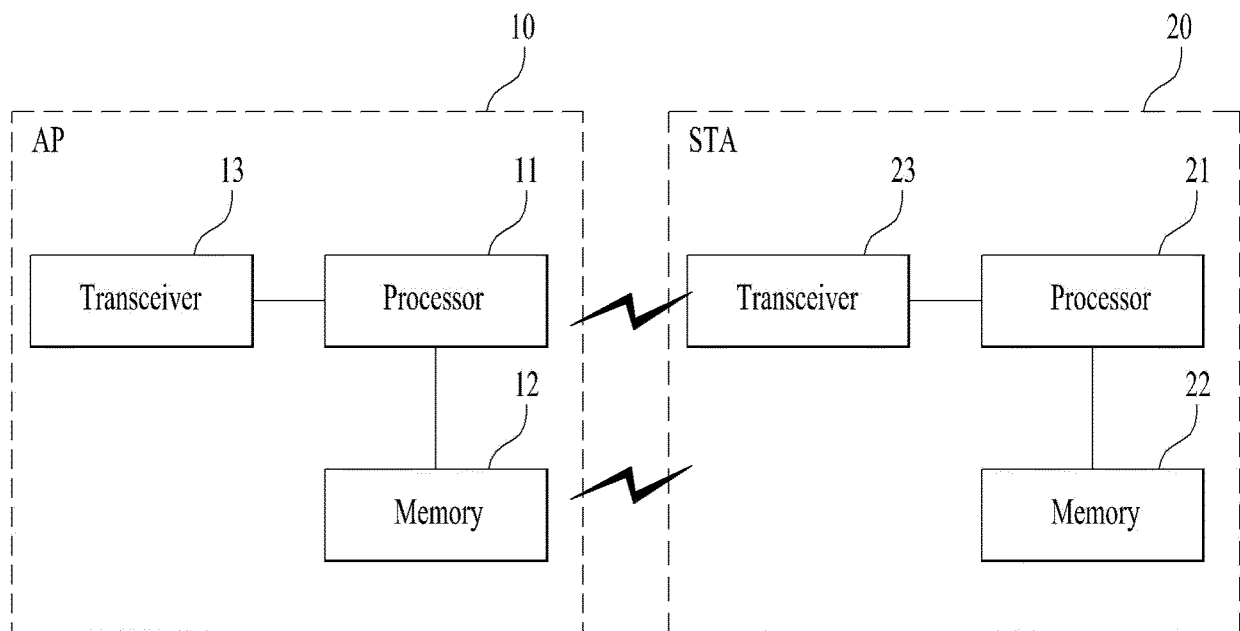 10
20
AP
STA
13
11
23
21
Transceiver
Processor
Transceiver
Processor
12
22
Memory
Memory